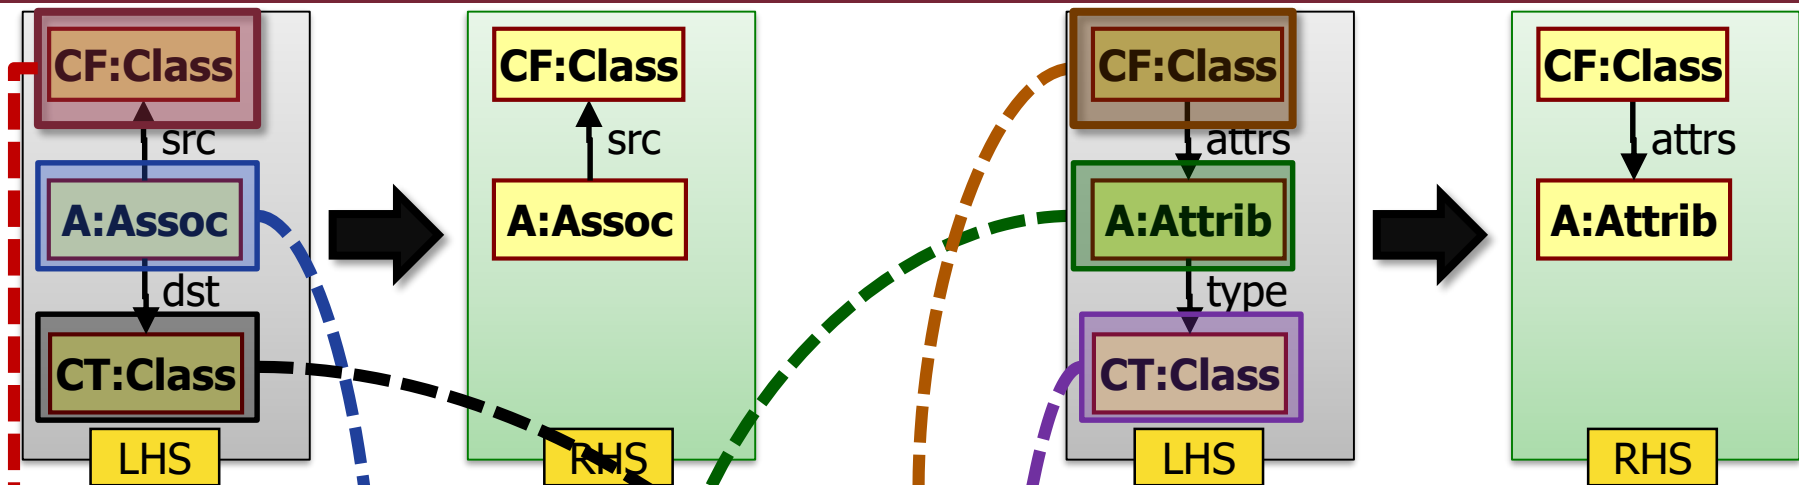 CF:Class
src
A:Assoc
dst
CT:Class
LHS
CF:Class
src
A:Assoc
RHS
CF:Class
attrs
A:Attrib
type
CT:Class
LHS
CF:Class
attrs
A:Attrib
RHS